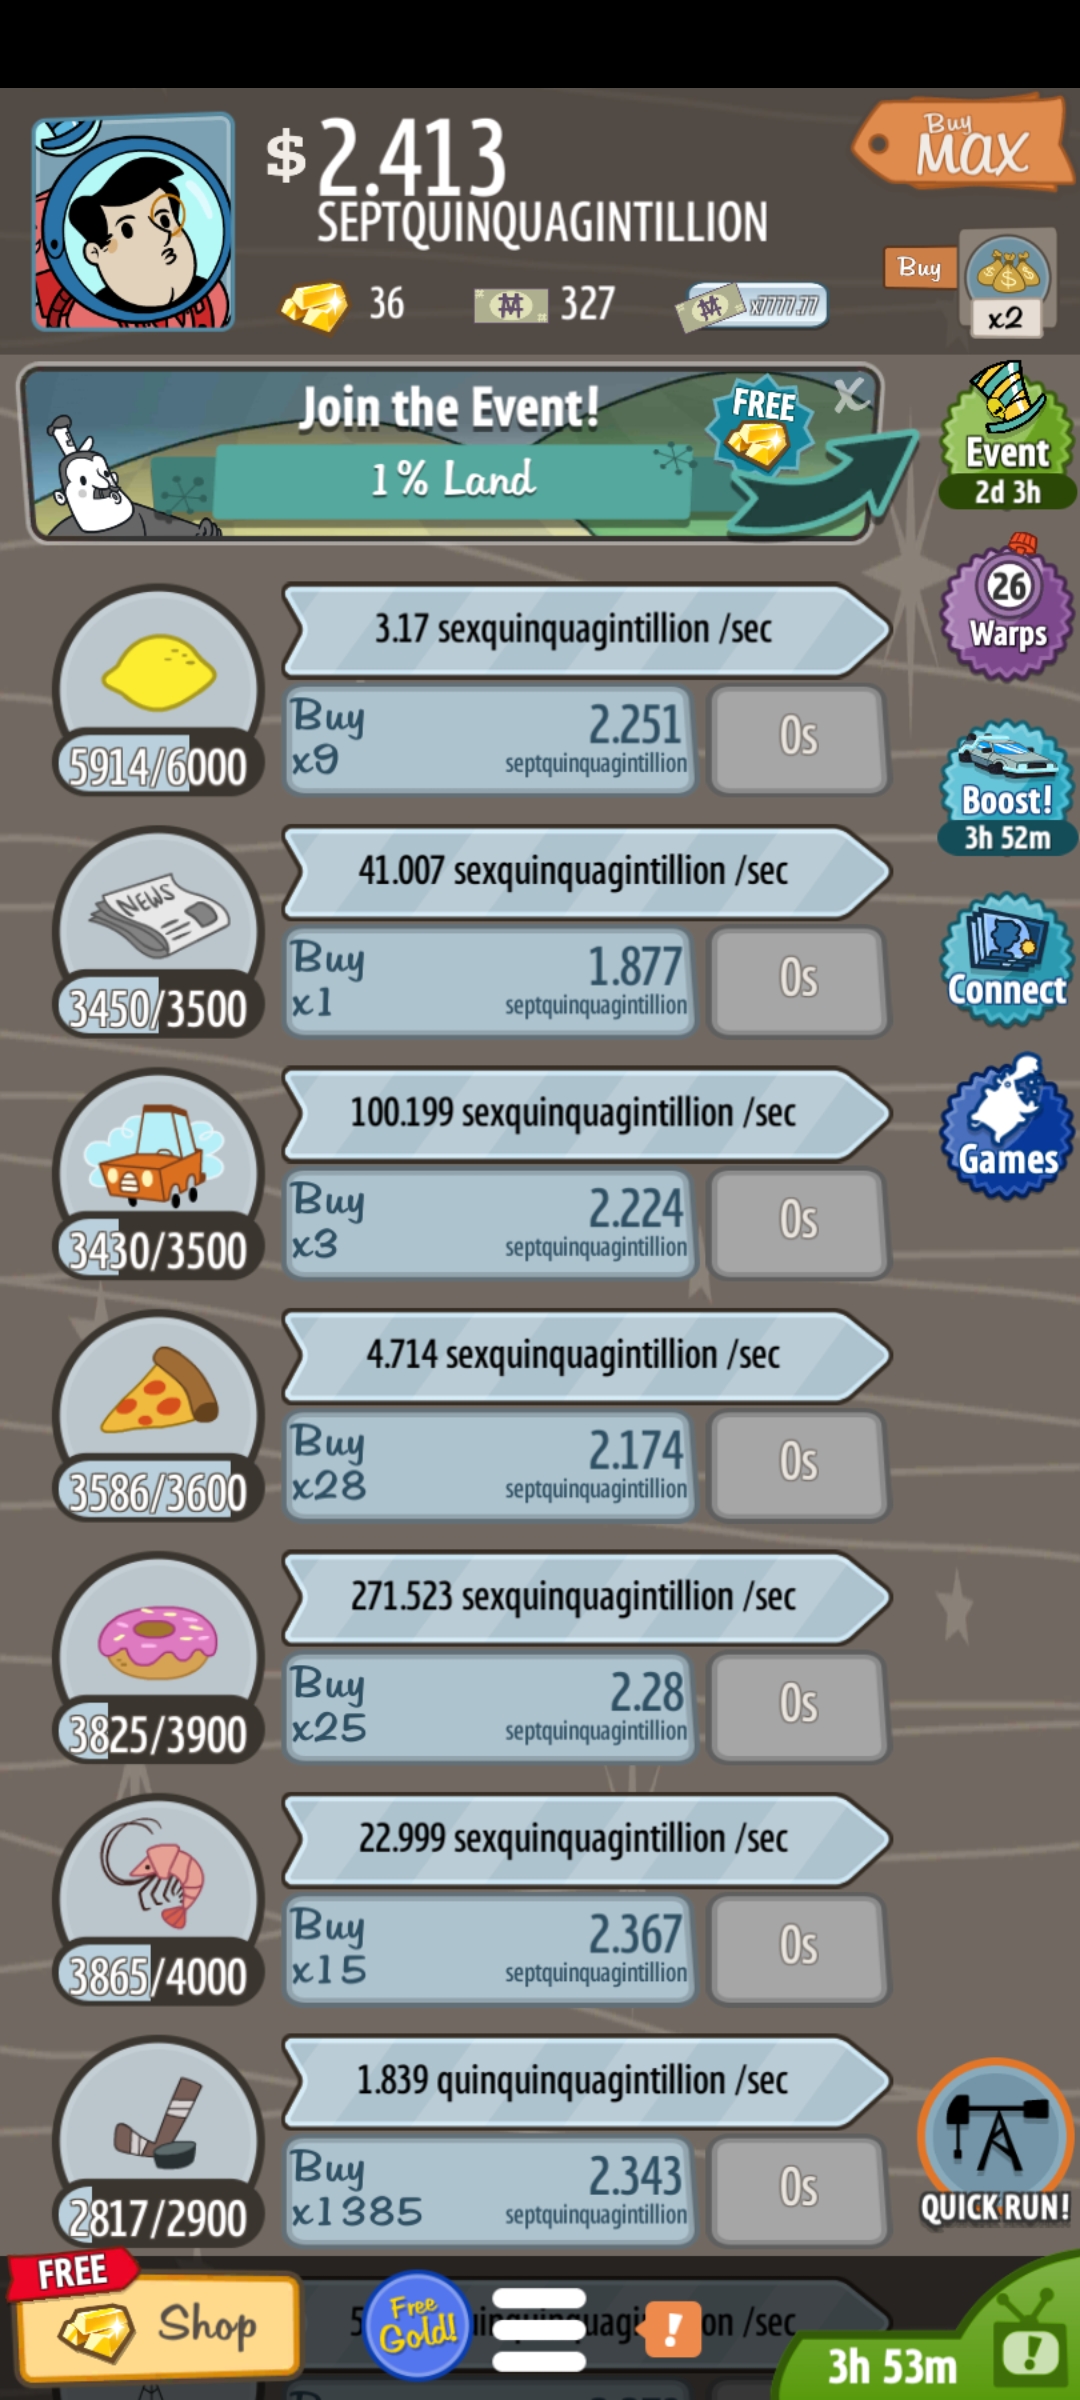 $ 2.413
SEPTQUINQUAGINTILLION
Buy
MAX
36
327
x7777.77
Buy
x2
Join the Event!
1% Land
FREE
X
Event
2d 3h
26
Warps
Boost!
3h 52m
Connect
Games
3.17 sexquinquagintillion /sec
5914/6000
Buy
x9
2.251
septquinquagintillion
0s
NEWS
41.007 sexquinquagintillion /sec
3450/3500
Buy
x1
1.877
septquinquagintillion
0s
100.199 sexquinquagintillion /sec
3430/3500
Buy
x3
2.224
septquinquagintillion
0s
4.714 sexquinquagintillion /sec
3586/3600
Buy
x28
2.174
septquinquagintillion
0s
271.523 sexquinquagintillion /sec
3825/3900
Buy
x25
2.28
septquinquagintillion
0s
22.999 sexquinquagintillion /sec
3865/4000
Buy
x15
2.367
septquinquagintillion
0s
1.839 quinquinquagintillion /sec
2817/2900
Buy
x1385
2.343
septquinquagintillion
0s
QUICK RUN!
FREE
Shop
Free
Gold!
!
/sec
3h 53m
!